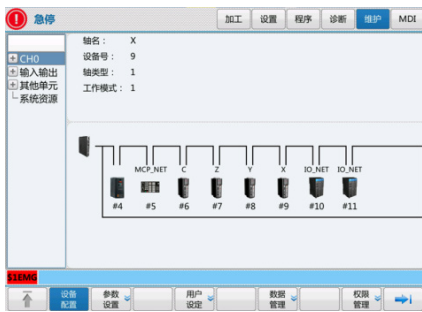 急停
加工 设置 程序 诊断 维护 MDI
CH0
输入输出
其他单元
系统资源
轴名： X
设备号： 9
轴类型： 1
工作模式： 1
MCP_NET C Z Y X IO_NET IO_NET
#4 #5 #6 #7 #8 #9 #10 #11
S1EMG
设备配置 参数设置 用户设定 数据管理 权限管理